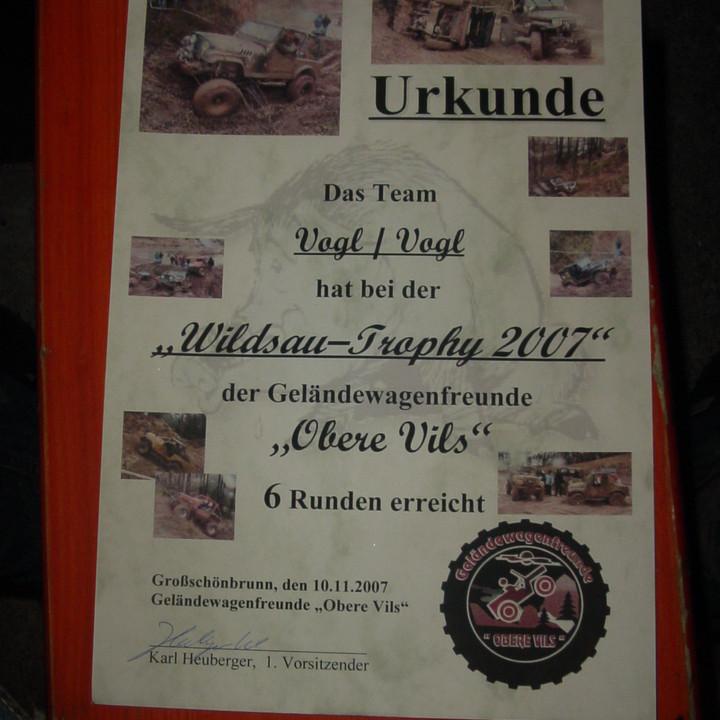 Urkunde
Das Team
Vogl / Vogl
hat bei der
„Wildsau–Trophy 2007“
der Geländewagenfreunde
„Obere Vils“
6 Runden erreicht
Großschönbrunn, den 10.11.2007
Geländewagenfreunde „Obere Vils“
Karl Heuberger, 1. Vorsitzender
Geländewagenfreunde
" OBERE VILS "